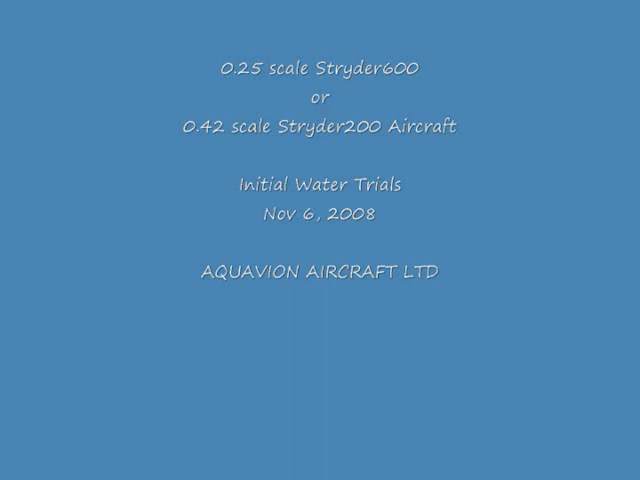 0.25 scale Stryder600
or
0.42 scale Stryder200 Aircraft
Initial Water Trials
Nov 6, 2008
AQUAVION AIRCRAFT LTD